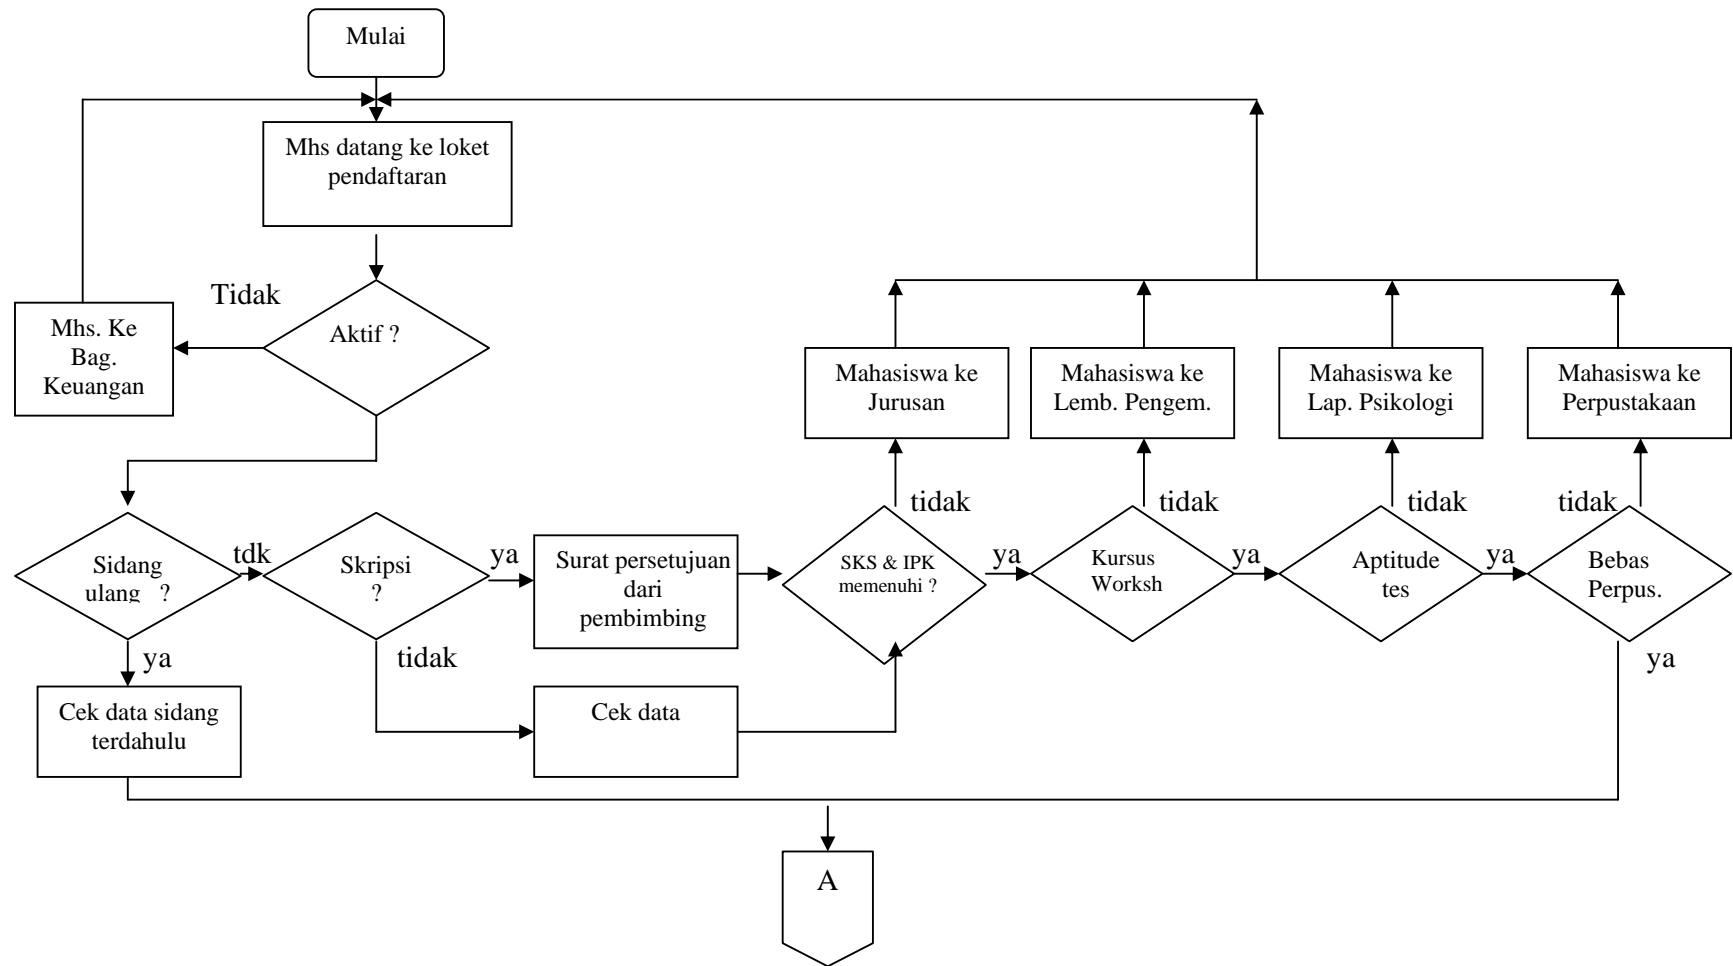 Mulai
Mhs datang ke loket
pendaftaran
Tidak
Aktif ?
Mhs. Ke
Bag.
Keuangan
Mahasiswa ke
Jurusan
Mahasiswa ke
Lemb. Pengem.
Mahasiswa ke
Lap. Psikologi
Mahasiswa ke
Perpustakaan
tidak
tidak
tidak
tidak
Sidang
ulang ?
tdk
Skripsi
?
ya
Surat persetujuan
dari
pembimbing
SKS & IPK
memenuhi ?
ya
Kursus
Worksh
ya
Aptitude
tes
ya
Bebas
Perpus.
ya
tidak
ya
Cek data sidang
terdahulu
Cek data
A